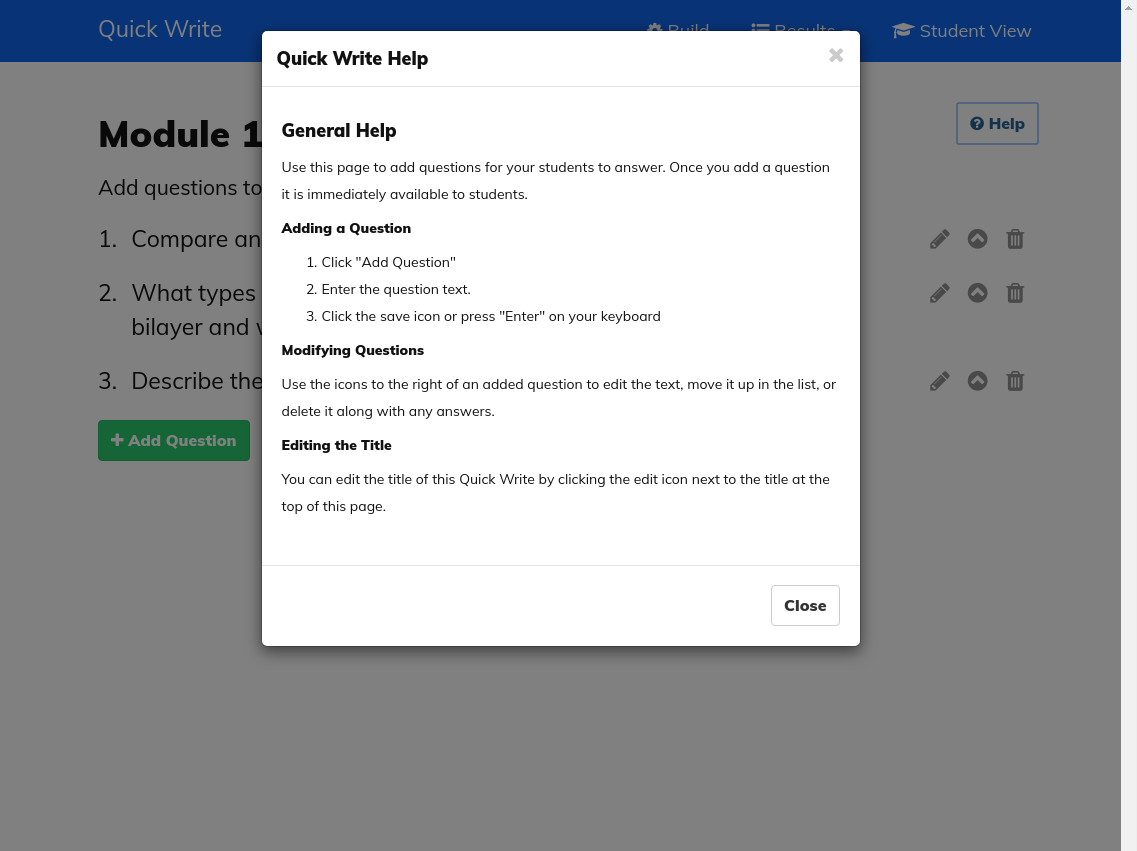 Quick Write
Build
Results
Student View
Quick Write Help
Module 1
Help
Add questions to
1. Compare an
2. What types
bilayer and
3. Describe the
Add Question
General Help
Use this page to add questions for your students to answer. Once you add a question
it is immediately available to students.
Adding a Question
1. Click "Add Question"
2. Enter the question text.
3. Click the save icon or press "Enter" on your keyboard
Modifying Questions
Use the icons to the right of an added question to edit the text, move it up in the list, or
delete it along with any answers.
Editing the Title
You can edit the title of this Quick Write by clicking the edit icon next to the title at the
top of this page.
Close